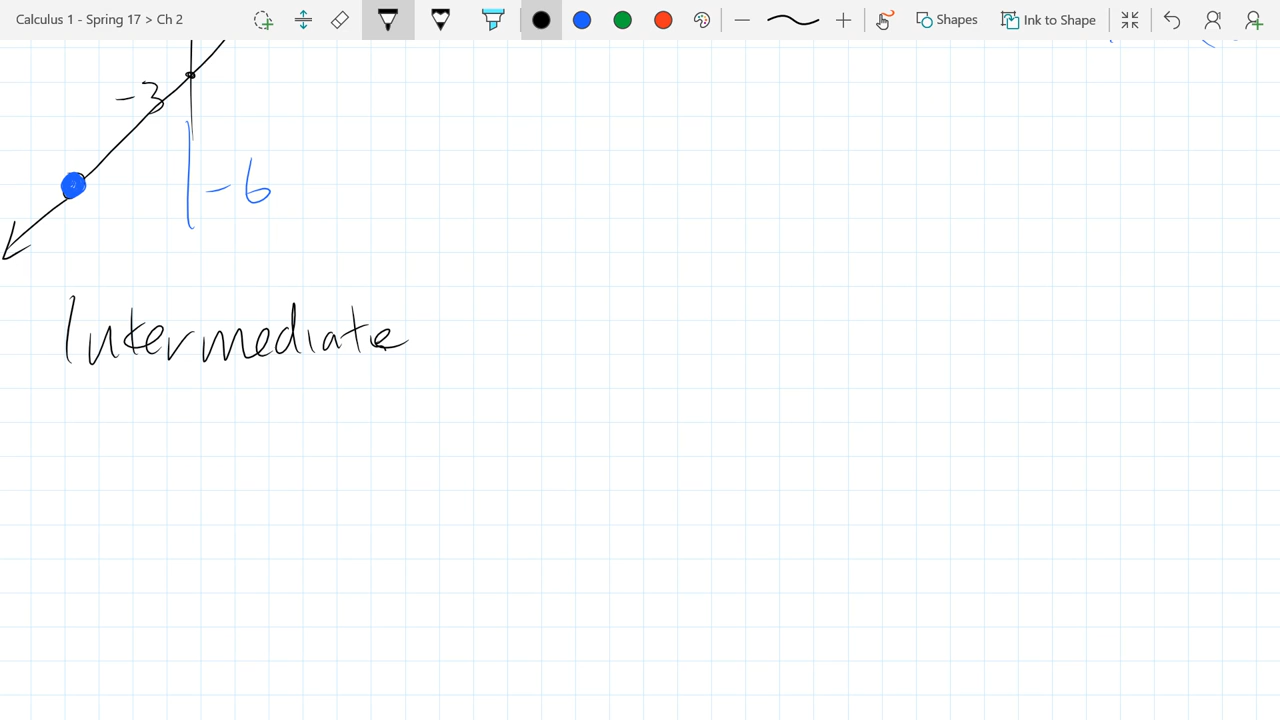 Calculus 1 - Spring 17 > Ch 2
Shapes
Ink to Shape
-3
-6
Intermediate